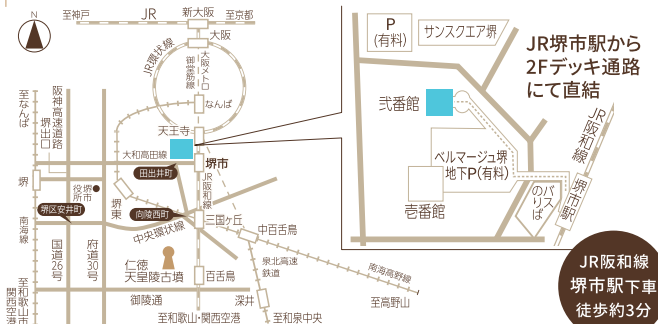 N
至神戸
JR
新大阪
至京都
大阪
JR環状線
大阪メトロ
御堂筋線
なんば
至なんば
阪神高速道路
堺出口
天王寺
大和高田線
堺市
田出井町
JR阪和線
堺
役所
堺市
堺区安井町
堺東
向陵西町
三国ヶ丘
中央環状線
中百舌鳥
南海線
国道26号
府道30号
仁徳
天皇陵古墳
百舌鳥
泉北高速
鉄道
南海高野線
御陵通
深井
至高野山
至和歌山市
関西空港
至和歌山・関西空港
至和泉中央
P
(有料)
サンスクエア堺
JR堺市駅から
2Fデッキ通路
にて直結
弐番館
JR阪和線
ベルマージュ堺
地下P(有料)
壱番館
バス
のりば
堺市駅
JR阪和線
堺市駅下車
徒歩約3分